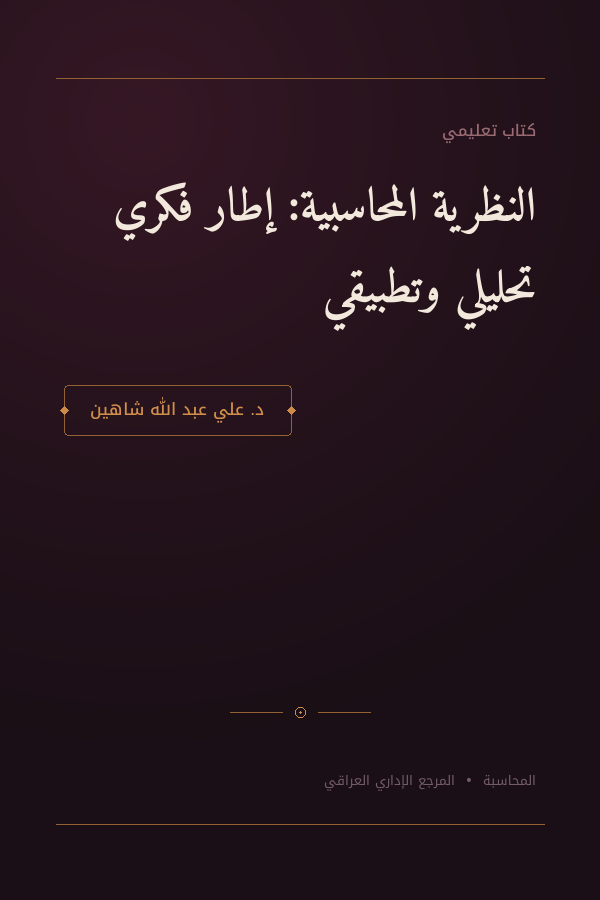 كتاب تعليمي
النظرية المحاسبية: إطار فكري
تحليلي وتطبيقي
د. علي عبد الله شاهين
المحاسبة • المرجع الإداري العراقي